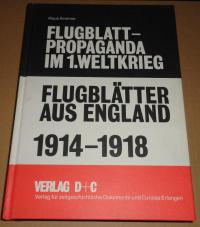 Klaus Kirchner
FLUGBLATT-
PROPAGANDA
IM 1. WELTKRIEG
FLUGBLÄTTER
AUS ENGLAND
1914–1918
VERLAG D+C
Verlag für zeitgeschichtliche Dokumente und Curiosa Erlangen